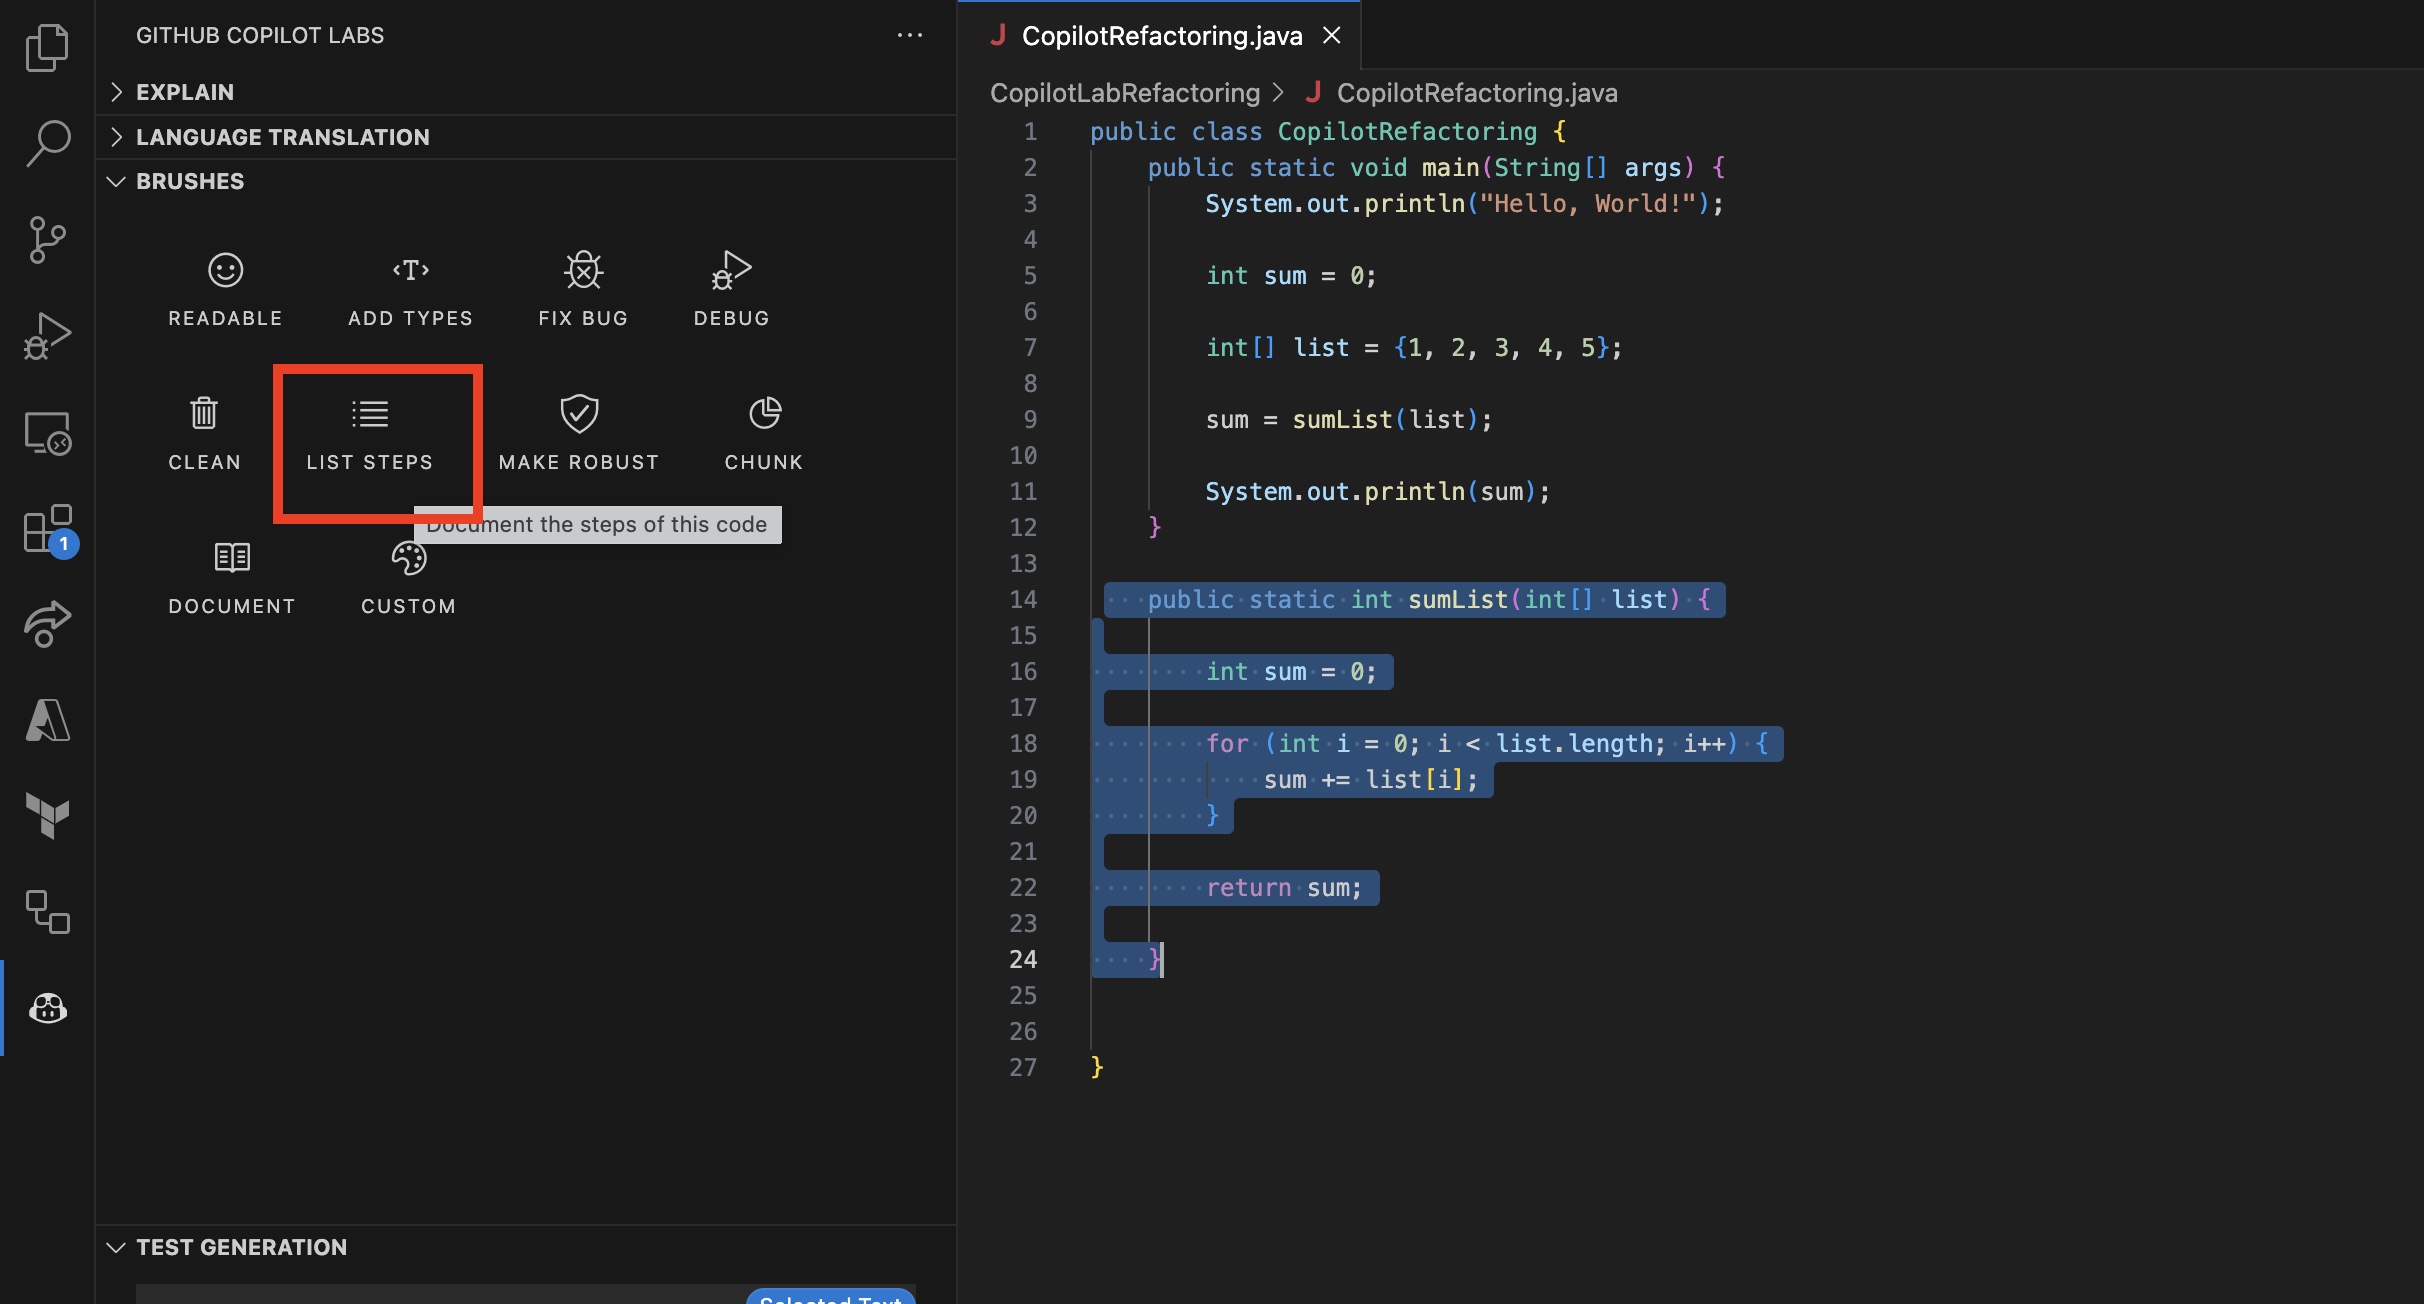 GITHUB COPILOT LABS
EXPLAIN
LANGUAGE TRANSLATION
BRUSHES
READABLE
ADD TYPES
FIX BUG
DEBUG
CLEAN
LIST STEPS
MAKE ROBUST
CHUNK
Document the steps of this code
DOCUMENT
CUSTOM
1
TEST GENERATION
Selected Text
CopilotRefactoring.java
CopilotLabRefactoring > CopilotRefactoring.java
1 public class CopilotRefactoring {
2 public static void main(String[] args) {
3 System.out.println("Hello, World!");
4
5 int sum = 0;
6
7 int[] list = {1, 2, 3, 4, 5};
8
9 sum = sumList(list);
10
11 System.out.println(sum);
12 }
13
14 public static int sumList(int[] list) {
15
16 int sum = 0;
17
18 for (int i = 0; i < list.length; i++) {
19 sum += list[i];
20 }
21
22 return sum;
23
24 }
25
26
27 }